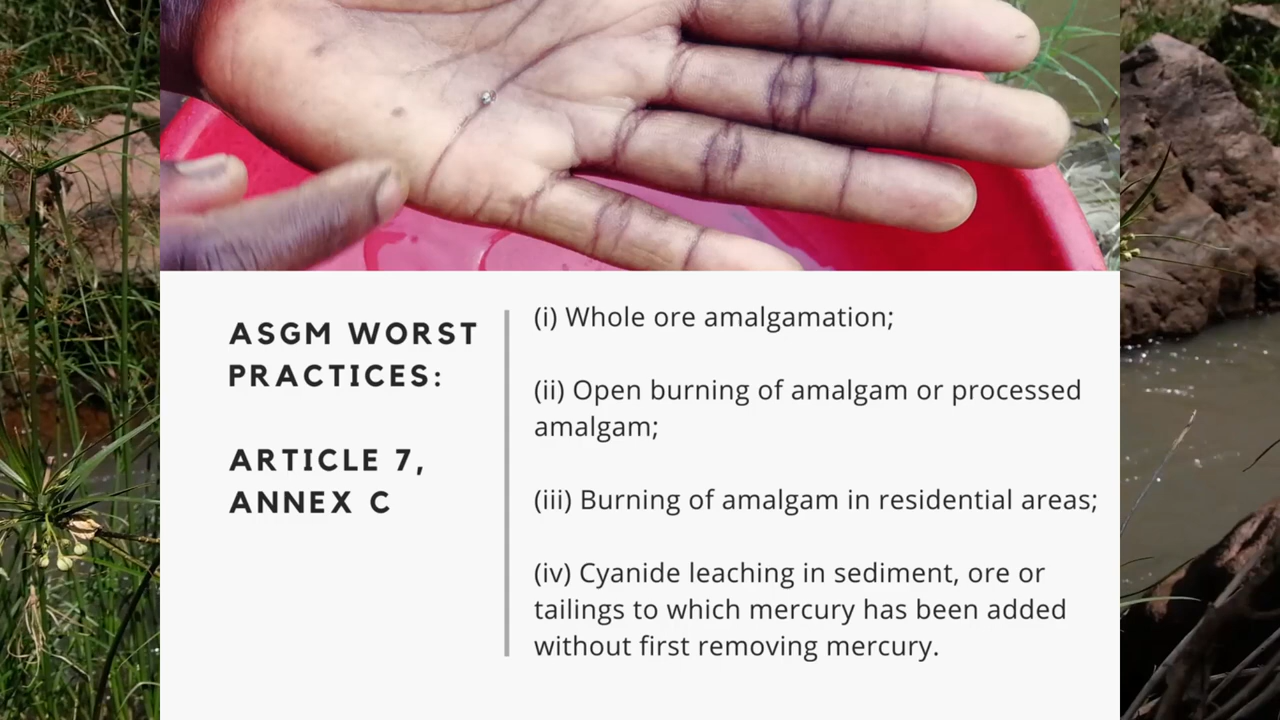 ASGM WORST
PRACTICES:
ARTICLE 7,
ANNEX C
(i) Whole ore amalgamation;
(ii) Open burning of amalgam or processed
amalgam;
(iii) Burning of amalgam in residential areas;
(iv) Cyanide leaching in sediment, ore or
tailings to which mercury has been added
without first removing mercury.